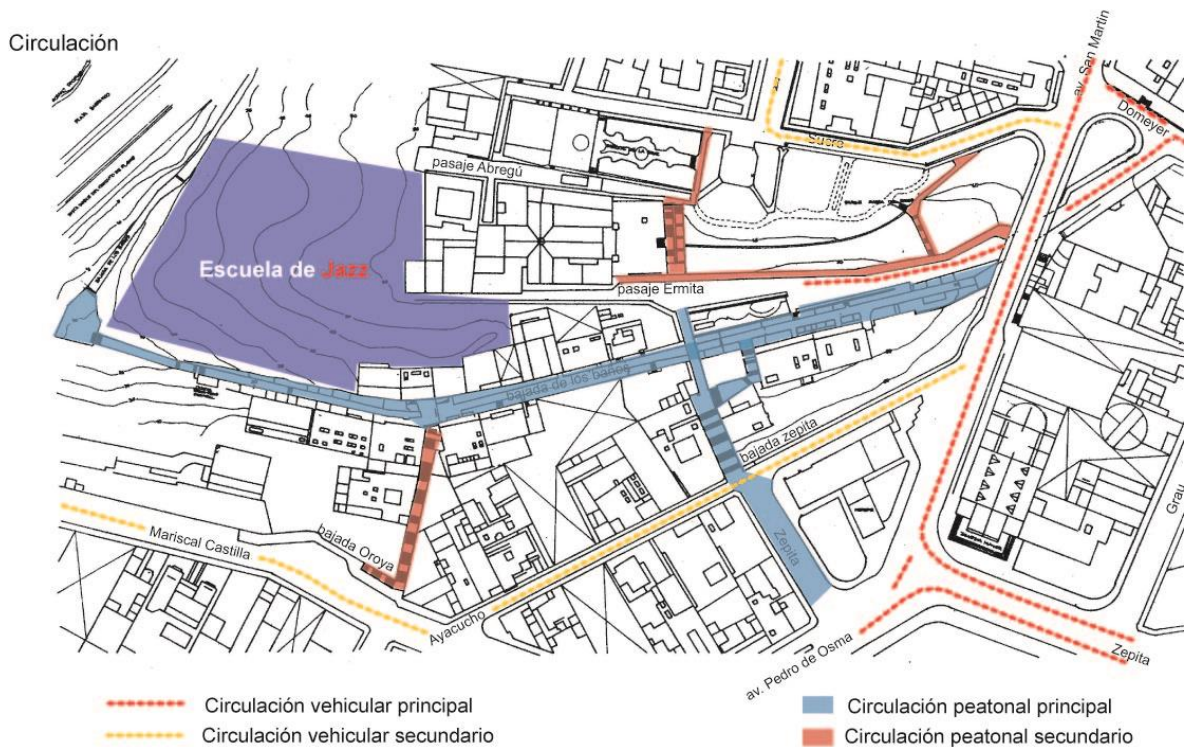 Circulación
av. San Martin
Domeyer
Sucre
pasaje Abregú
Escuela de Jazz
pasaje Ermita
bajada de los baños
bajada zepita
Grau
Mariscal Castilla
bajada Oroya
Zepita
Ayacucho
Zepita
av. Pedro de Osma
Circulación vehicular principal
Circulación vehicular secundario
Circulación peatonal principal
Circulación peatonal secundario